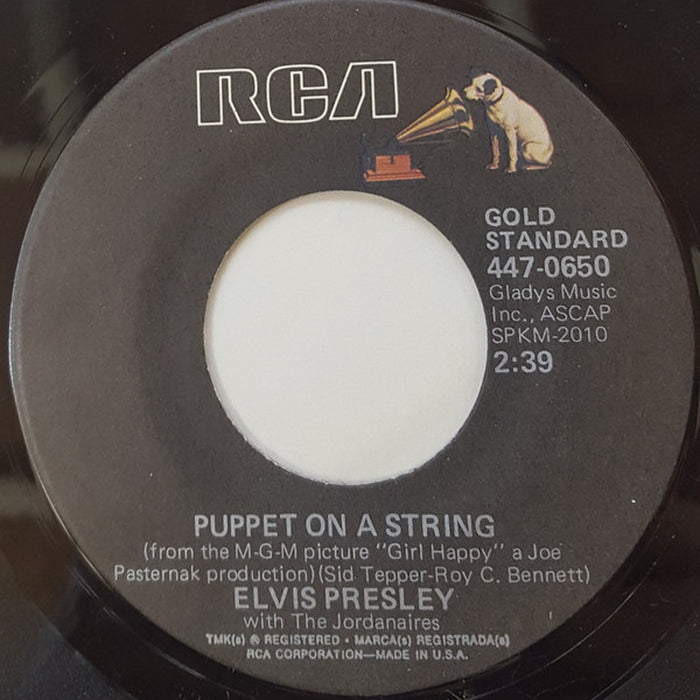 RCA
GOLD
STANDARD
447-0650
Gladys Music
Inc., ASCAP
SPKM-2010
2:39
PUPPET ON A STRING
(from the M-G-M picture "Girl Happy" a Joe
Pasternak production)(Sid Tepper-Roy C. Bennett)
ELVIS PRESLEY
with The Jordanaires
TMK(s) ® REGISTERED • MARCA(s) REGISTRADA(s)
RCA CORPORATION—MADE IN U.S.A.